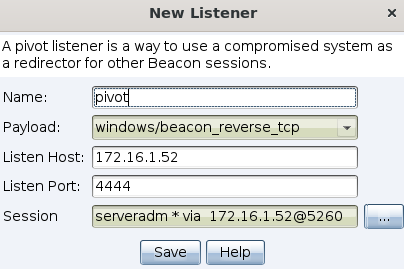 New Listener
×
A pivot listener is a way to use a compromised system as
a redirector for other Beacon sessions.
Name: pivot
Payload: windows/beacon_reverse_tcp
Listen Host: 172.16.1.52
Listen Port: 4444
Session serveradm * via 172.16.1.52@5260 ...
Save Help